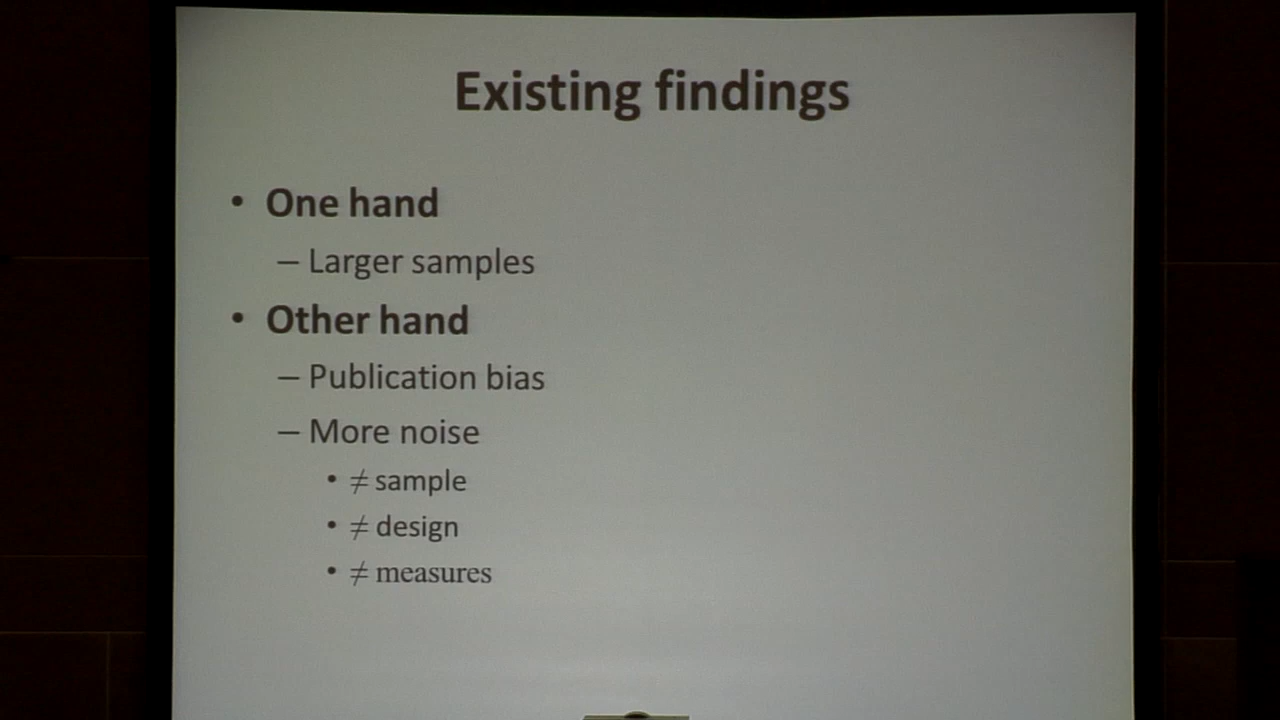 Existing findings
• One hand
– Larger samples
• Other hand
– Publication bias
– More noise
• ≠ sample
• ≠ design
• ≠ measures